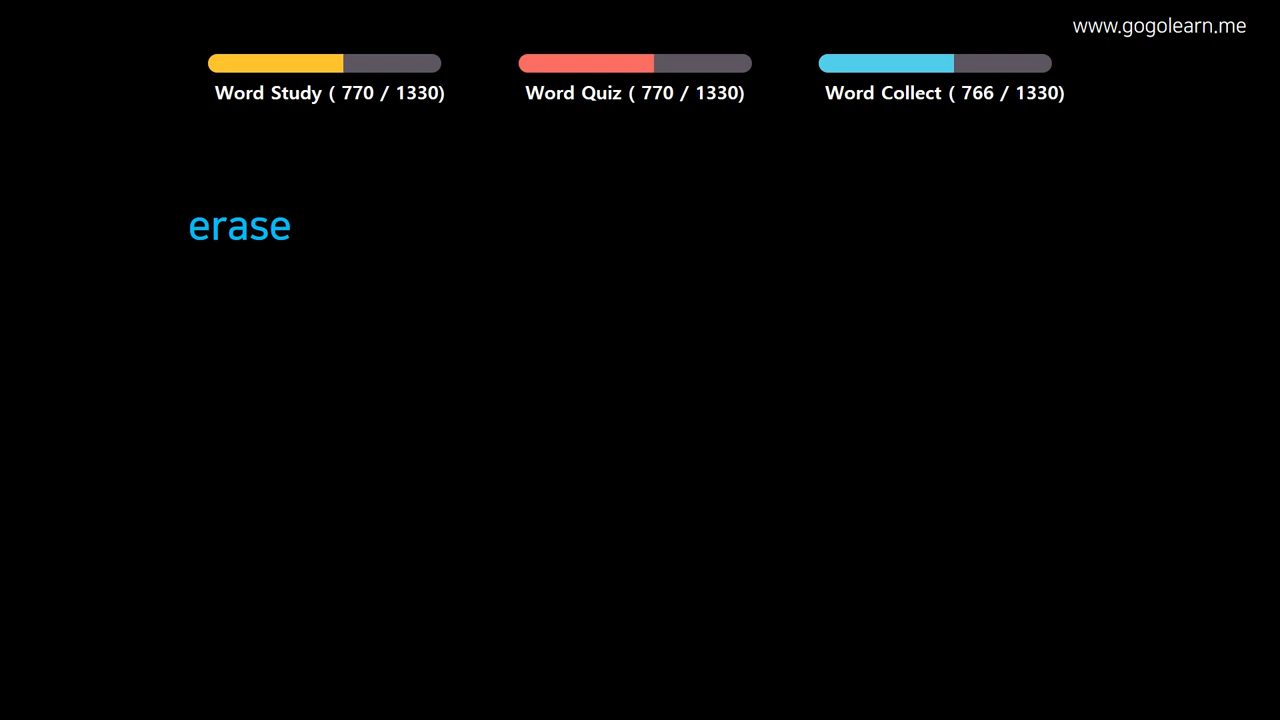 www.gogolearn.me
Word Study ( 770 / 1330)
Word Quiz ( 770 / 1330)
Word Collect ( 766 / 1330)
erase